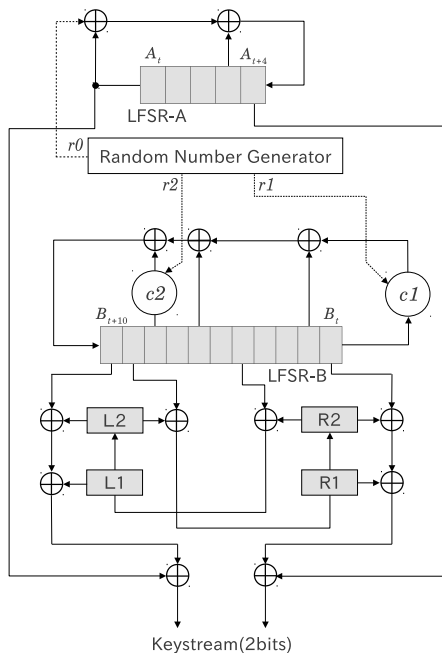 A_t A_{t+4}
LFSR-A
r0
Random Number Generator
r2 r1
c2 c1
B_{t+10} B_t
LFSR-B
L2 R2
L1 R1
Keystream(2bits)